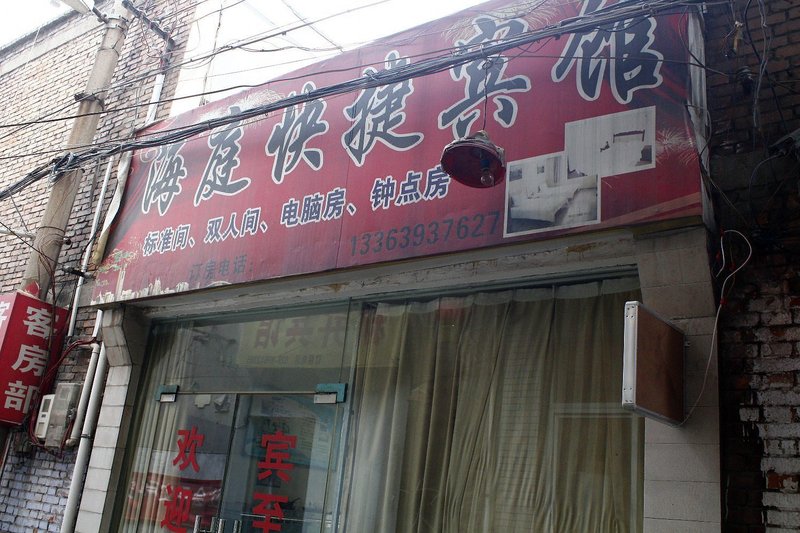 海庭快捷宾馆
标准间、双人间、电脑房、钟点房
订房电话: 13363937627
客房部
欢迎
宾至